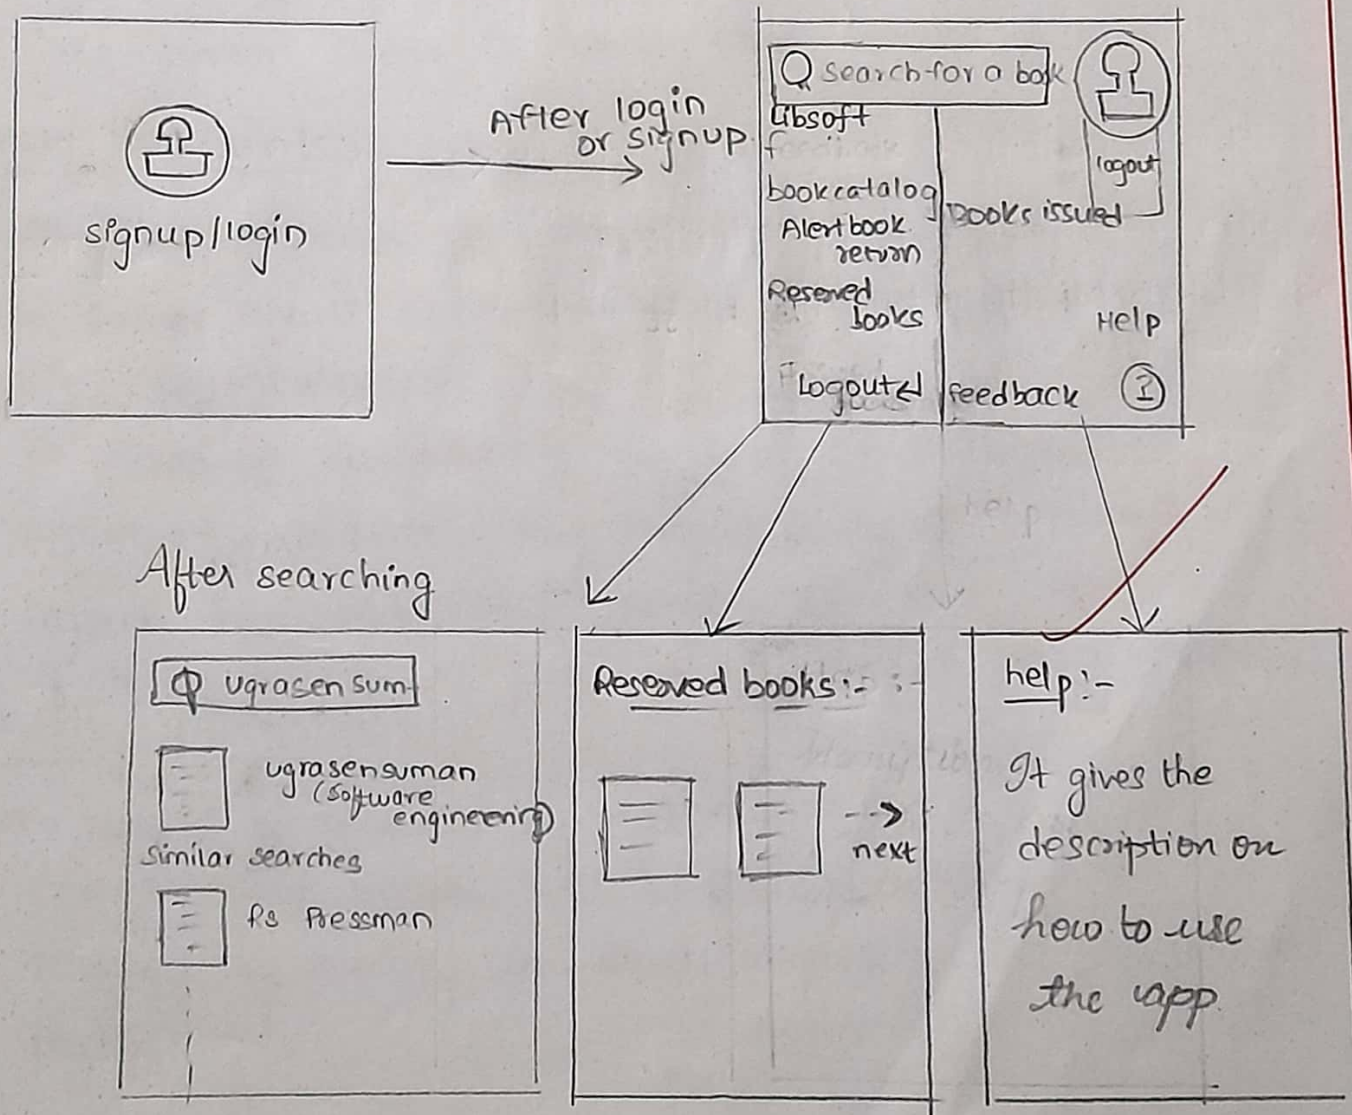 signup/login
After login
or signup
search for a book
Libsoft
logout
bookcatalog
Books issued
Alert book
return
Reserved
books
Help
Logout
feedback
?
help
After searching
ugrasen sum
ugrasensuman
(software
engineering)
similar searches
Rs Pressman
Reserved books:-
next
help:-
It gives the
description on
how to use
the app.